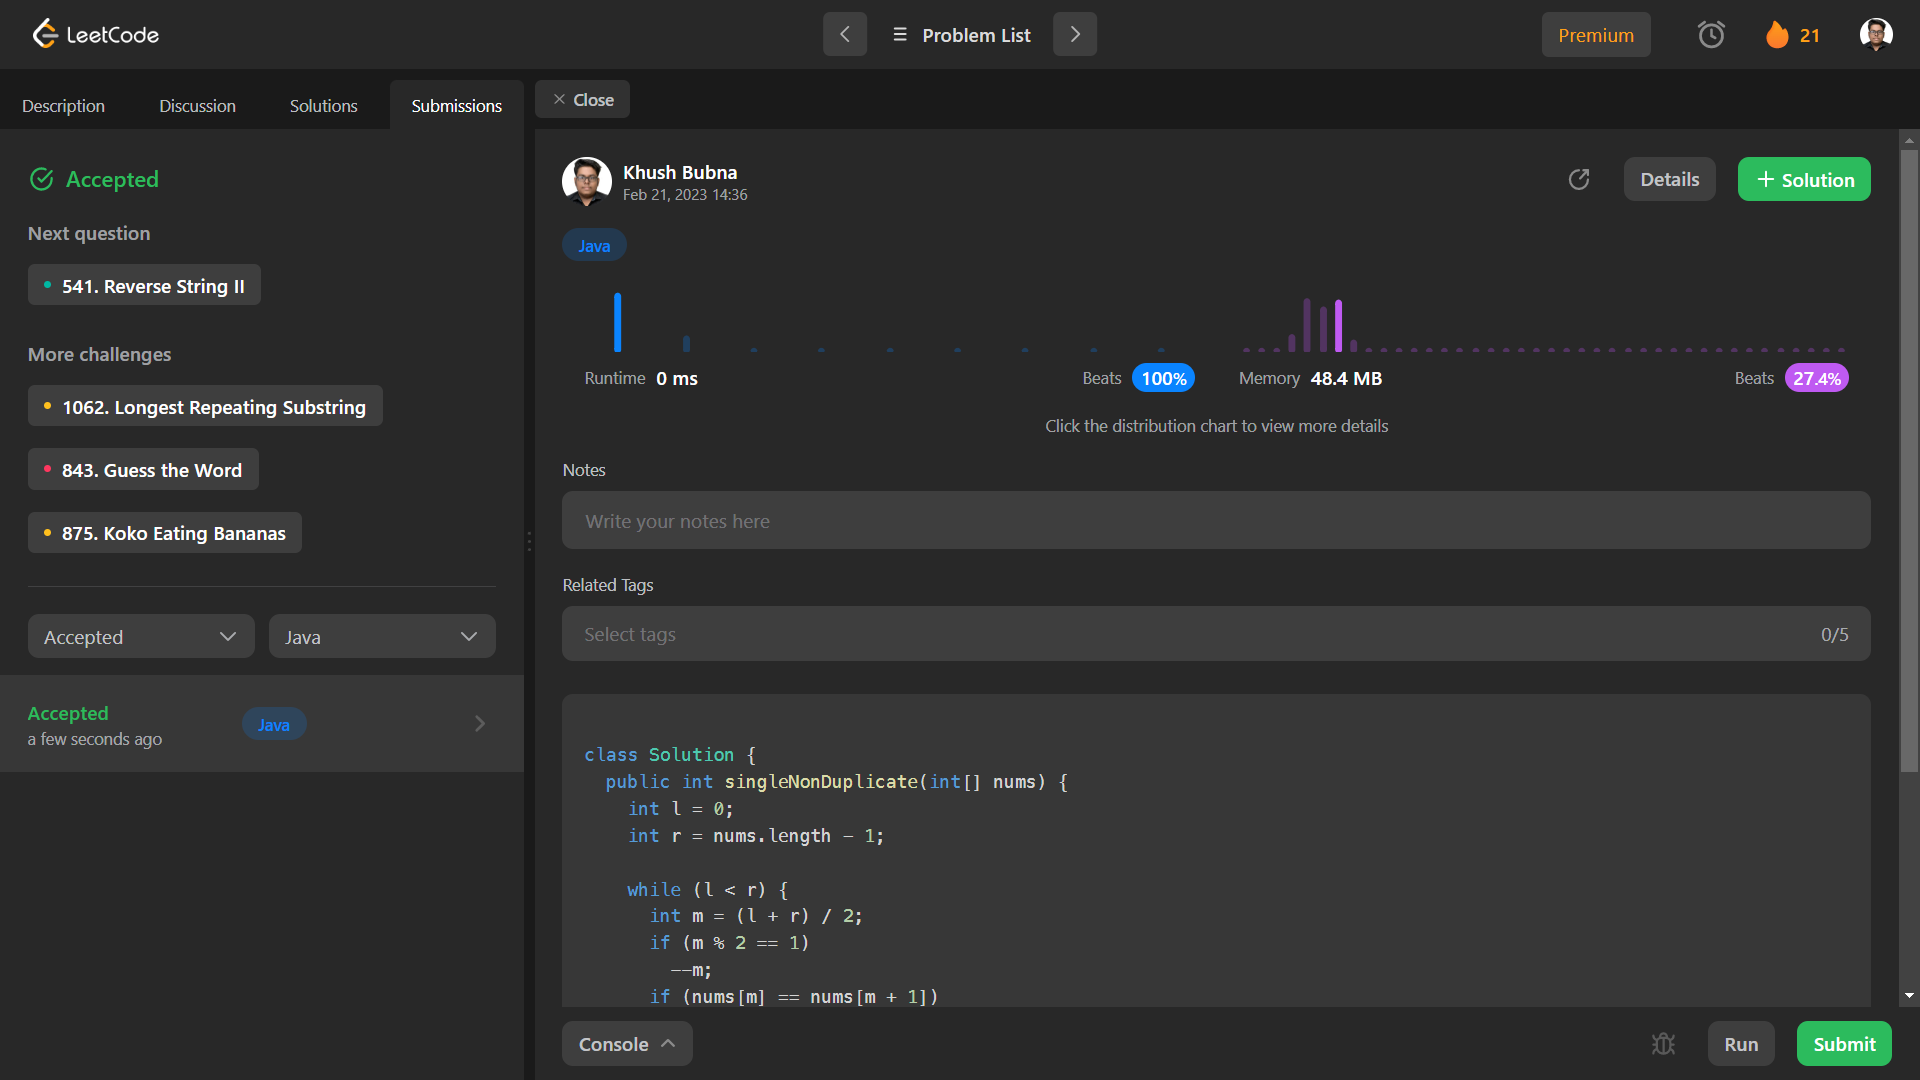 LeetCode
Problem List
Premium
21
Description
Discussion
Solutions
Submissions
Close
Accepted
Next question
541. Reverse String II
More challenges
1062. Longest Repeating Substring
843. Guess the Word
875. Koko Eating Bananas
Accepted
Java
Accepted
a few seconds ago
Java
Khush Bubna
Feb 21, 2023 14:36
Details
+ Solution
Java
Runtime 0 ms
Beats 100%
Memory 48.4 MB
Beats 27.4%
Click the distribution chart to view more details
Notes
Write your notes here
Related Tags
Select tags
0/5
class Solution {
public int singleNonDuplicate(int[] nums) {
int l = 0;
int r = nums.length - 1;
while (l < r) {
int m = (l + r) / 2;
if (m % 2 == 1)
--m;
if (nums[m] == nums[m + 1])
Console
Run
Submit